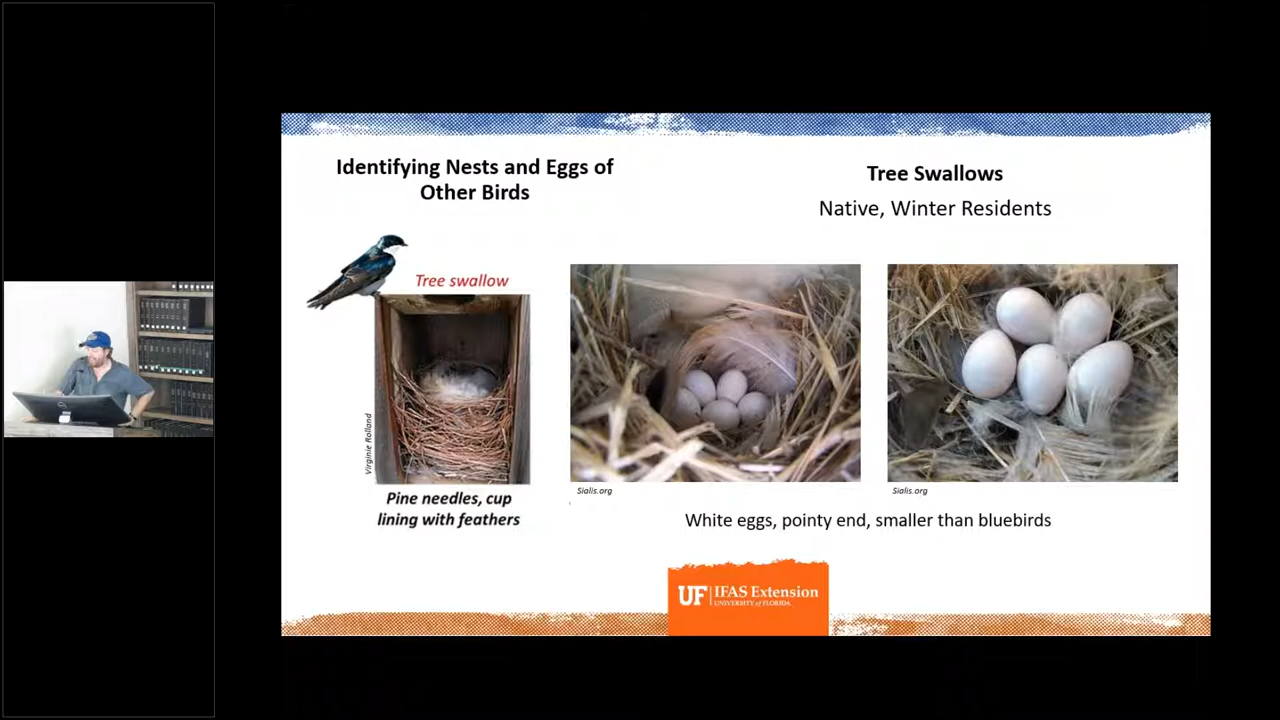 Identifying Nests and Eggs of
Other Birds
Tree Swallows
Native, Winter Residents
Tree swallow
Virginie Rolland
Pine needles, cup
lining with feathers
Sialis.org
Sialis.org
White eggs, pointy end, smaller than bluebirds
UF IFAS Extension
UNIVERSITY of FLORIDA